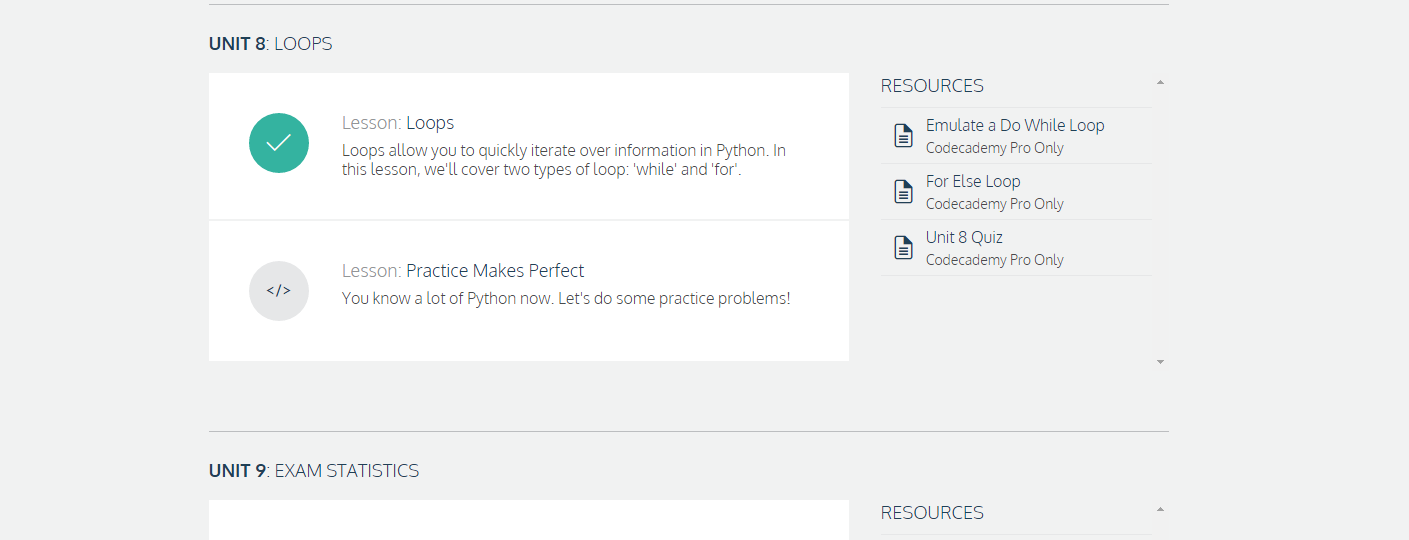 UNIT 8: LOOPS
Lesson: Loops
Loops allow you to quickly iterate over information in Python. In
this lesson, we'll cover two types of loop: 'while' and 'for'.
</>
Lesson: Practice Makes Perfect
You know a lot of Python now. Let's do some practice problems!
RESOURCES
Emulate a Do While Loop
Codecademy Pro Only
For Else Loop
Codecademy Pro Only
Unit 8 Quiz
Codecademy Pro Only
UNIT 9: EXAM STATISTICS
RESOURCES